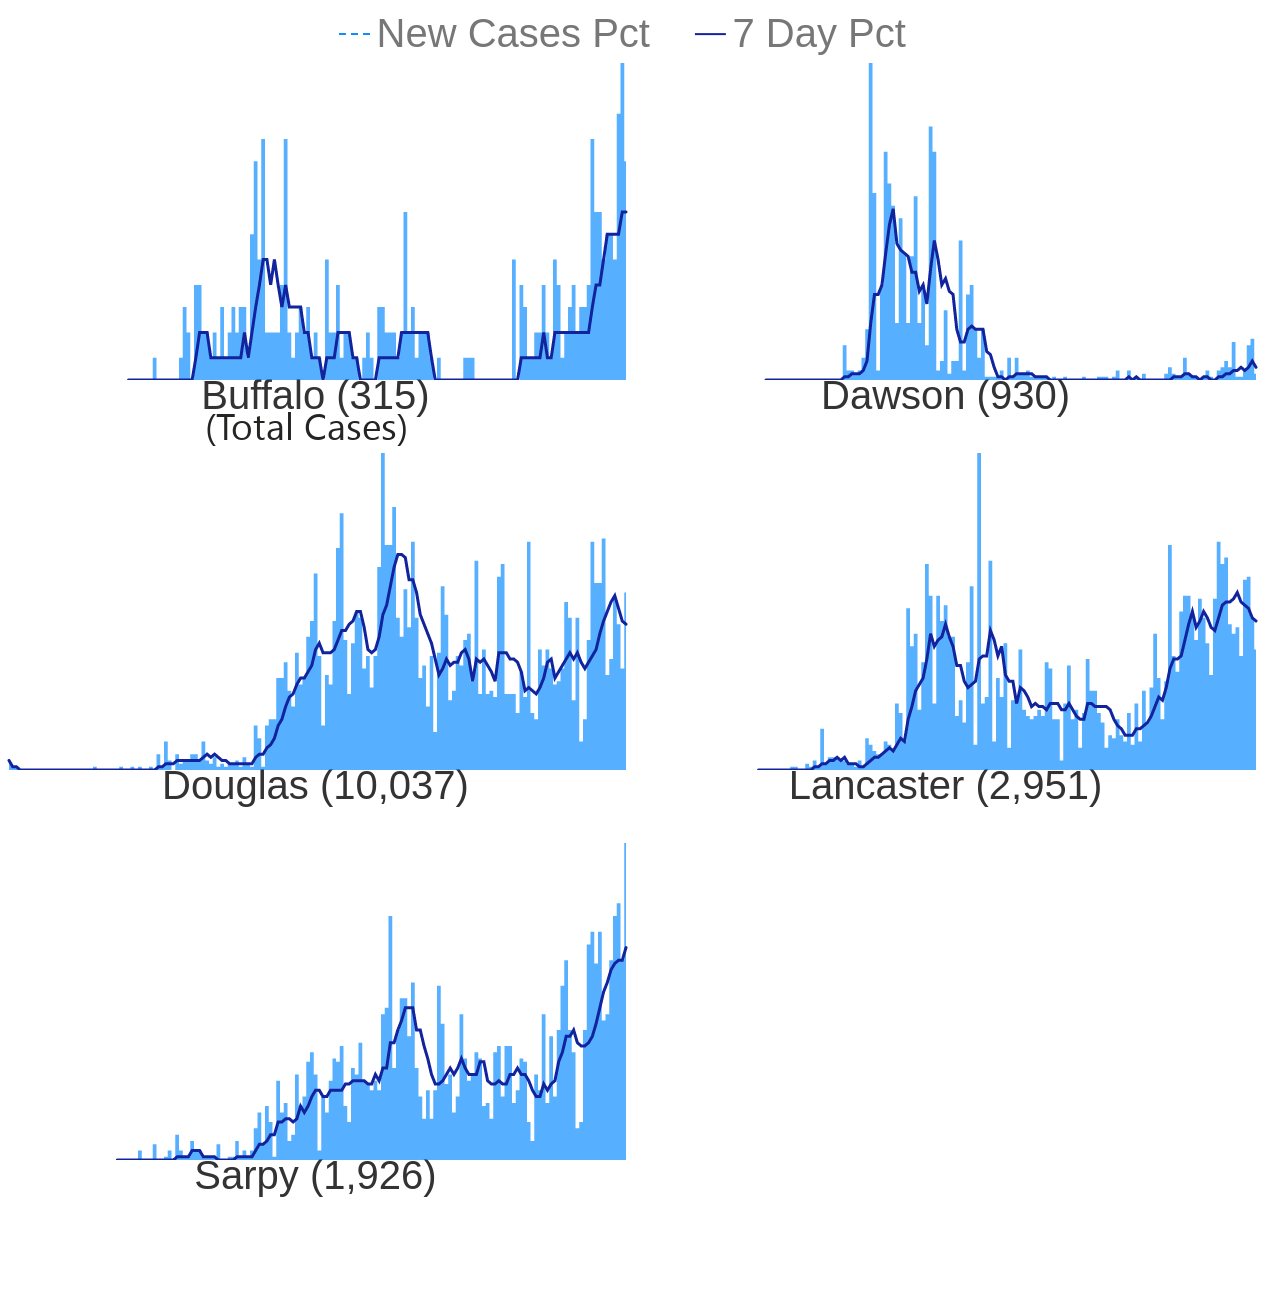 New Cases Pct 7 Day Pct
Buffalo (315) Dawson (930)
(Total Cases)
Douglas (10,037) Lancaster (2,951)
Sarpy (1,926)